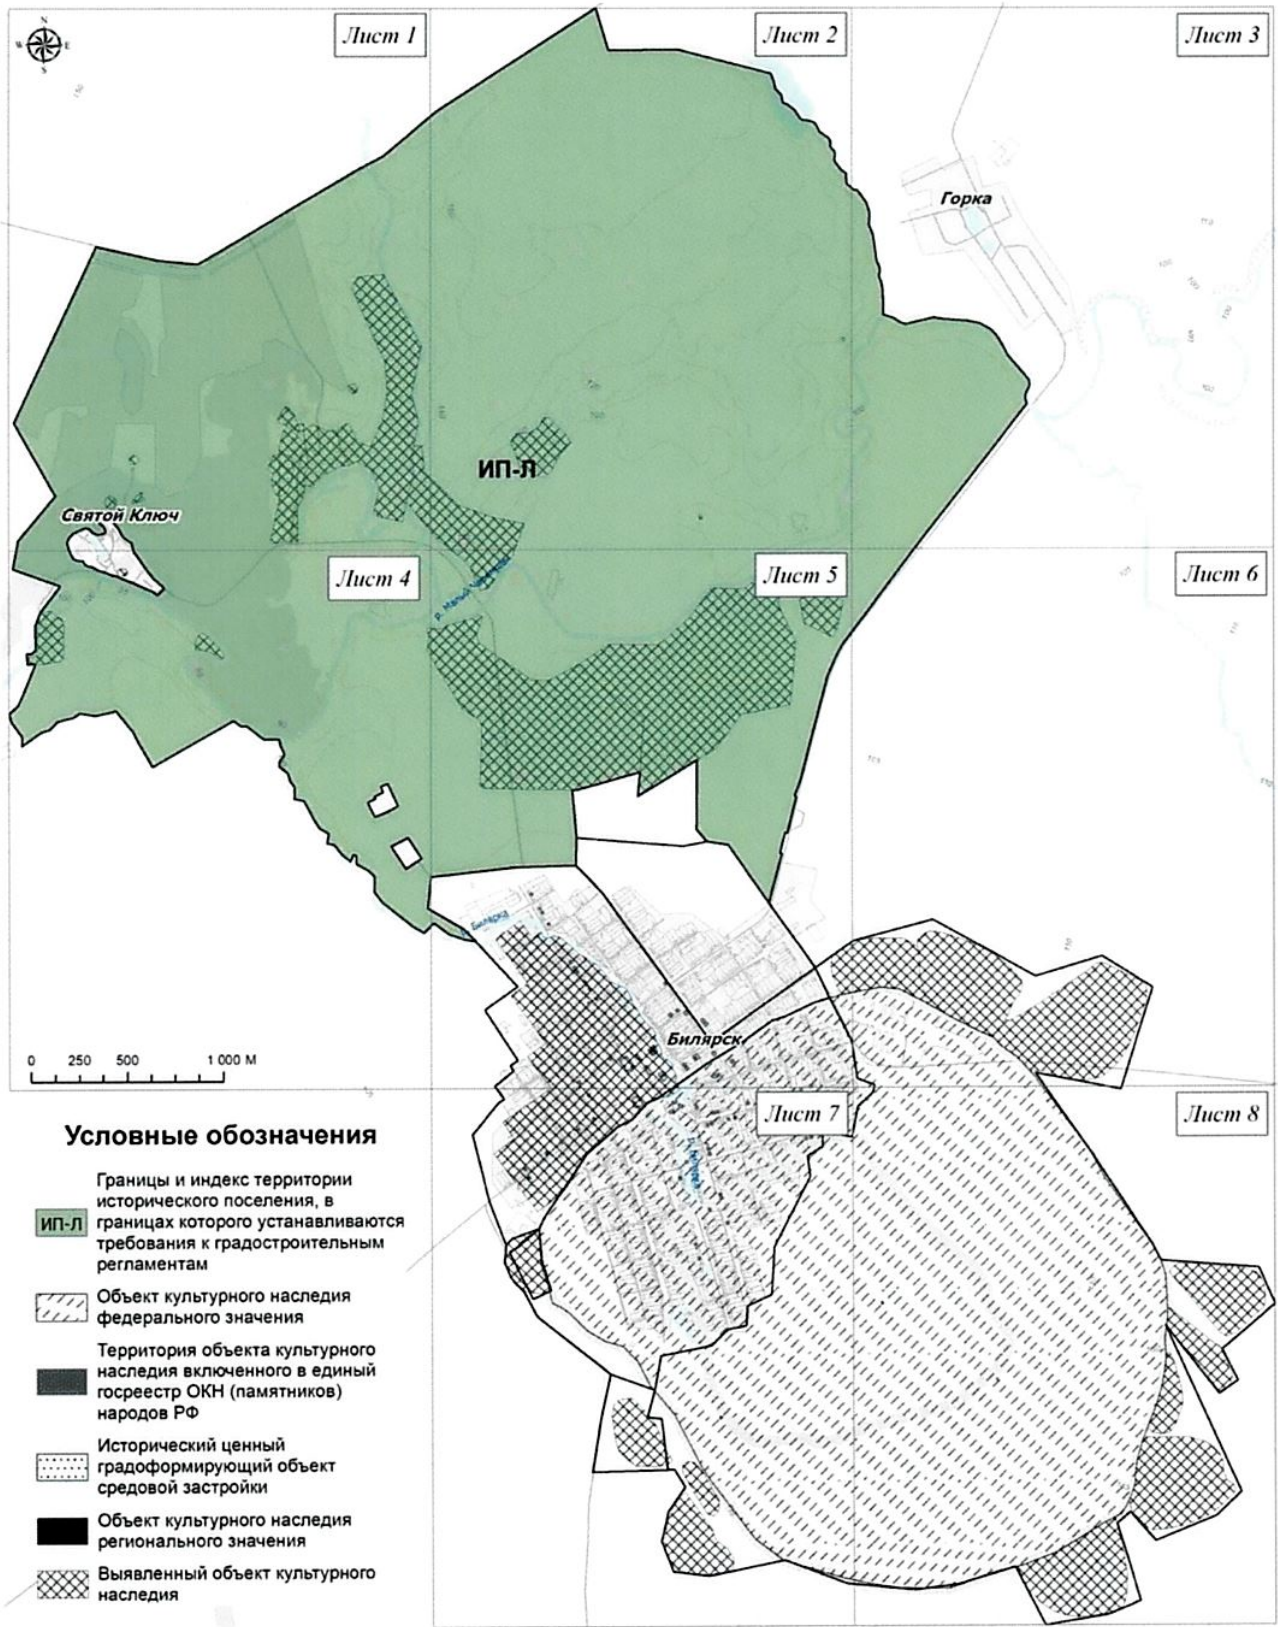 N
W E
S
Лист 1
Лист 2
Лист 3
Горка
ИП-Л
Святой Ключ
Лист 4
Лист 5
Лист 6
р. Малый
Билярка
Билярск
0 250 500 1 000 М
Лист 7
Лист 8
Условные обозначения
ИП-Л
Границы и индекс территории
исторического поселения, в
границах которого устанавливаются
требования к градостроительным
регламентам
Объект культурного наследия
федерального значения
Территория объекта культурного
наследия включенного в единый
госреестр ОКН (памятников)
народов РФ
Исторический ценный
градоформирующий объект
средовой застройки
Объект культурного наследия
регионального значения
Выявленный объект культурного
наследия